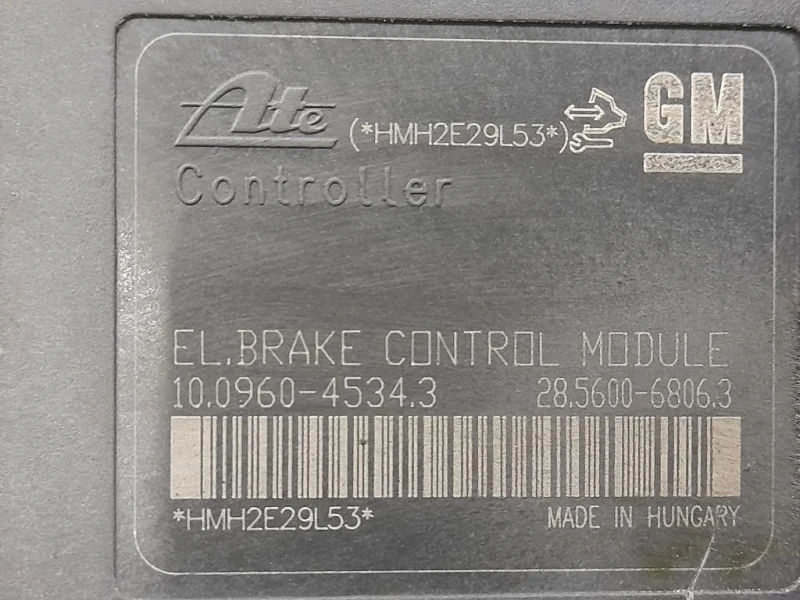 Ate (*HMH2E29L53*) GM
Controller
EL.BRAKE CONTROL MODULE
10.0960-4534.3 28.5600-6806.3
*HMH2E29L53* MADE IN HUNGARY